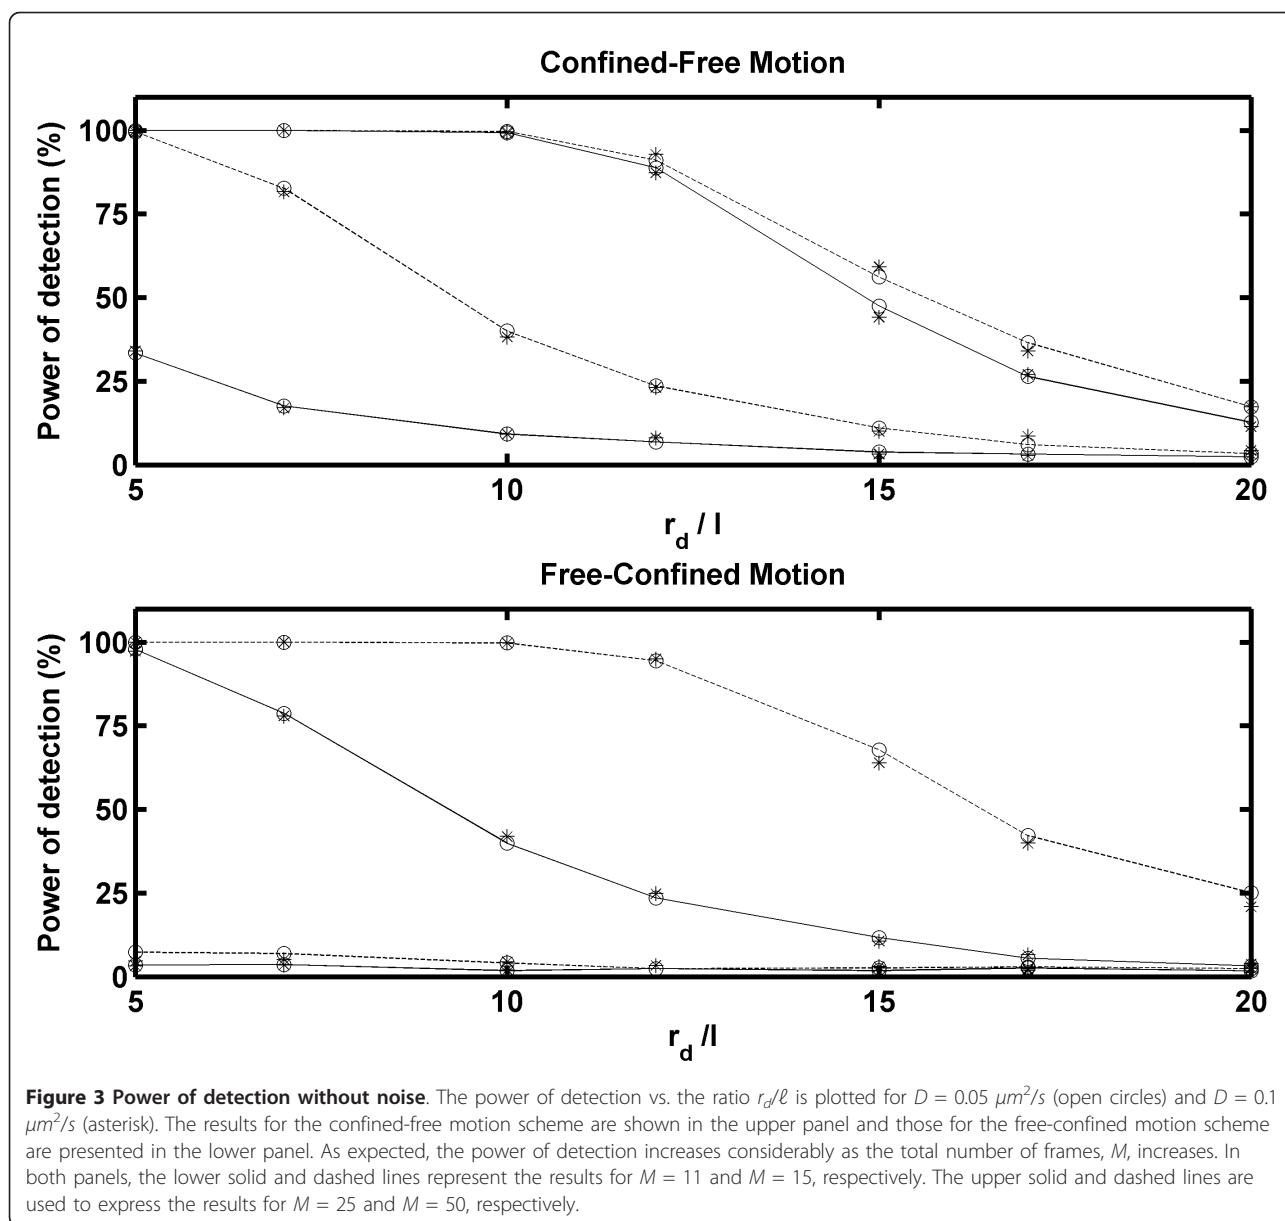 Confined-Free Motion
Power of detection (%)
100
75
50
25
0
5 10 15 20
r_d / l
Free-Confined Motion
Power of detection (%)
100
75
50
25
0
5 10 15 20
r_d /l
Figure 3 Power of detection without noise. The power of detection vs. the ratio r_d/ℓ is plotted for D = 0.05 μm²/s (open circles) and D = 0.1
μm²/s (asterisk). The results for the confined-free motion scheme are shown in the upper panel and those for the free-confined motion scheme
are presented in the lower panel. As expected, the power of detection increases considerably as the total number of frames, M, increases. In
both panels, the lower solid and dashed lines represent the results for M = 11 and M = 15, respectively. The upper solid and dashed lines are
used to express the results for M = 25 and M = 50, respectively.